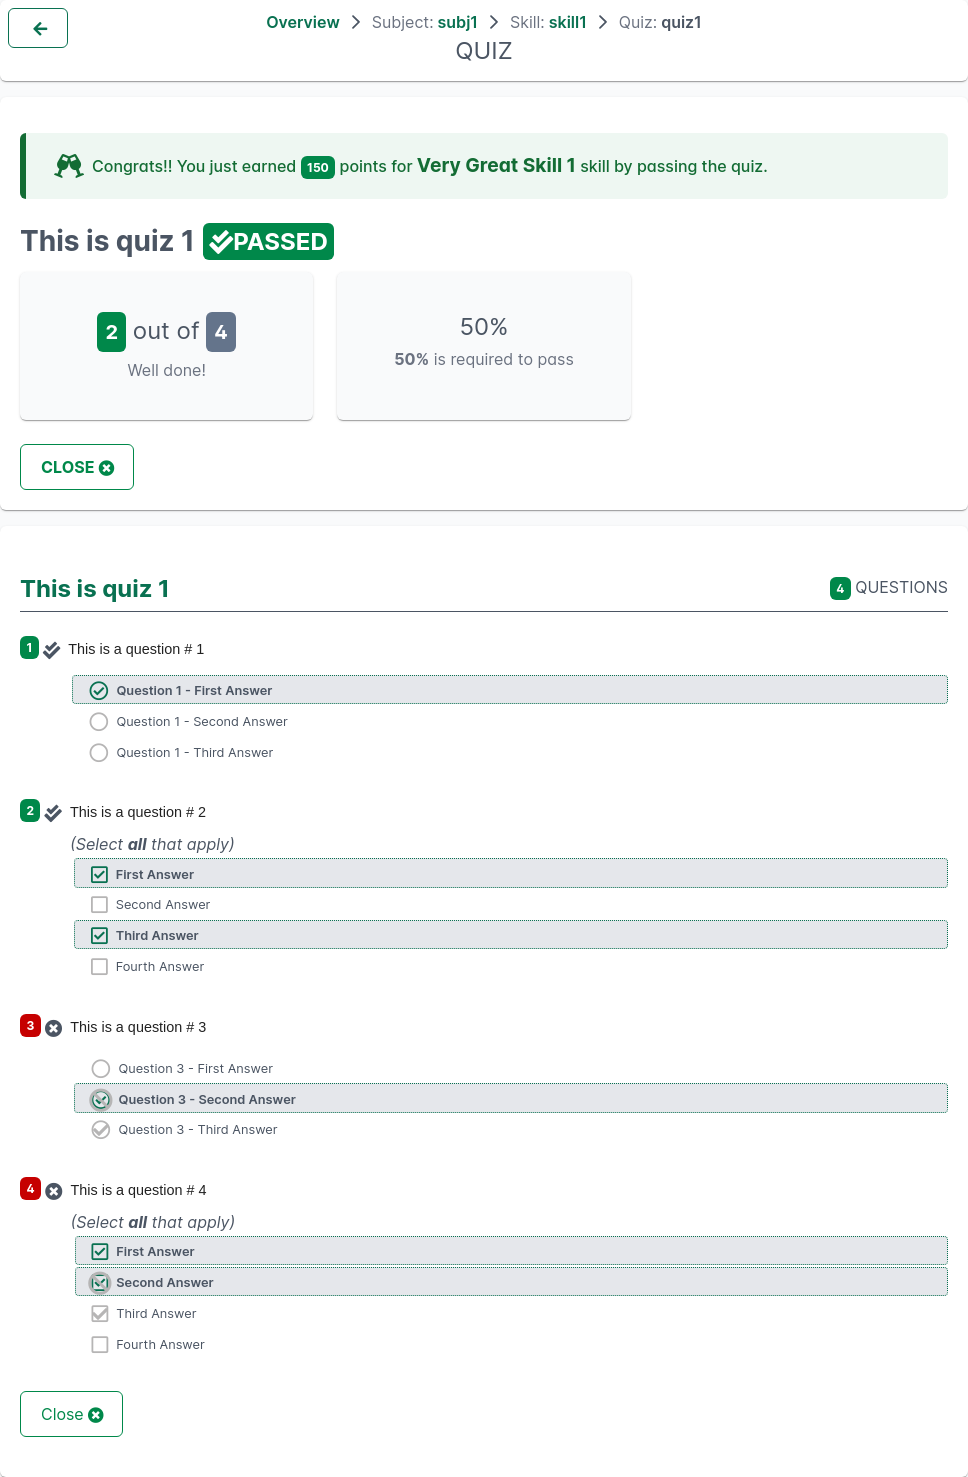 Overview > Subject: subj1 > Skill: skill1 > Quiz: quiz1
QUIZ
Congrats!! You just earned 150 points for Very Great Skill 1 skill by passing the quiz.
This is quiz 1 PASSED
2 out of 4
Well done!
50%
50% is required to pass
CLOSE
This is quiz 1
4 QUESTIONS
1 This is a question # 1
Question 1 - First Answer
Question 1 - Second Answer
Question 1 - Third Answer
2 This is a question # 2
(Select all that apply)
First Answer
Second Answer
Third Answer
Fourth Answer
3 This is a question # 3
Question 3 - First Answer
Question 3 - Second Answer
Question 3 - Third Answer
4 This is a question # 4
(Select all that apply)
First Answer
Second Answer
Third Answer
Fourth Answer
Close